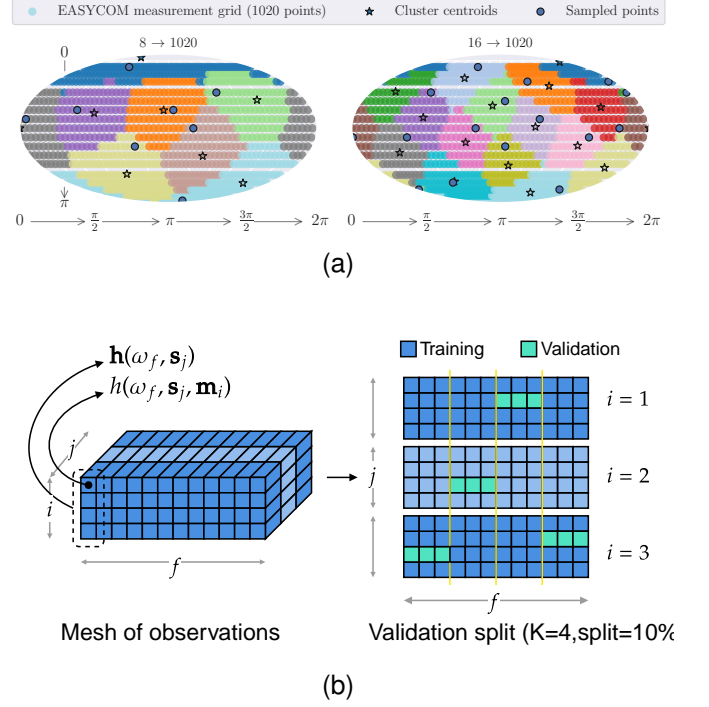 EASYCOM measurement grid (1020 points) Cluster centroids Sampled points
8 → 1020 16 → 1020
0
π
0 π/2 π 3π/2 2π 0 π/2 π 3π/2 2π
(a)
h(ω_f, s_j)
h(ω_f, s_j, m_i)
Training Validation
j
i
f
i = 1
j i = 2
i = 3
f
Mesh of observations Validation split (K=4,split=10%
(b)